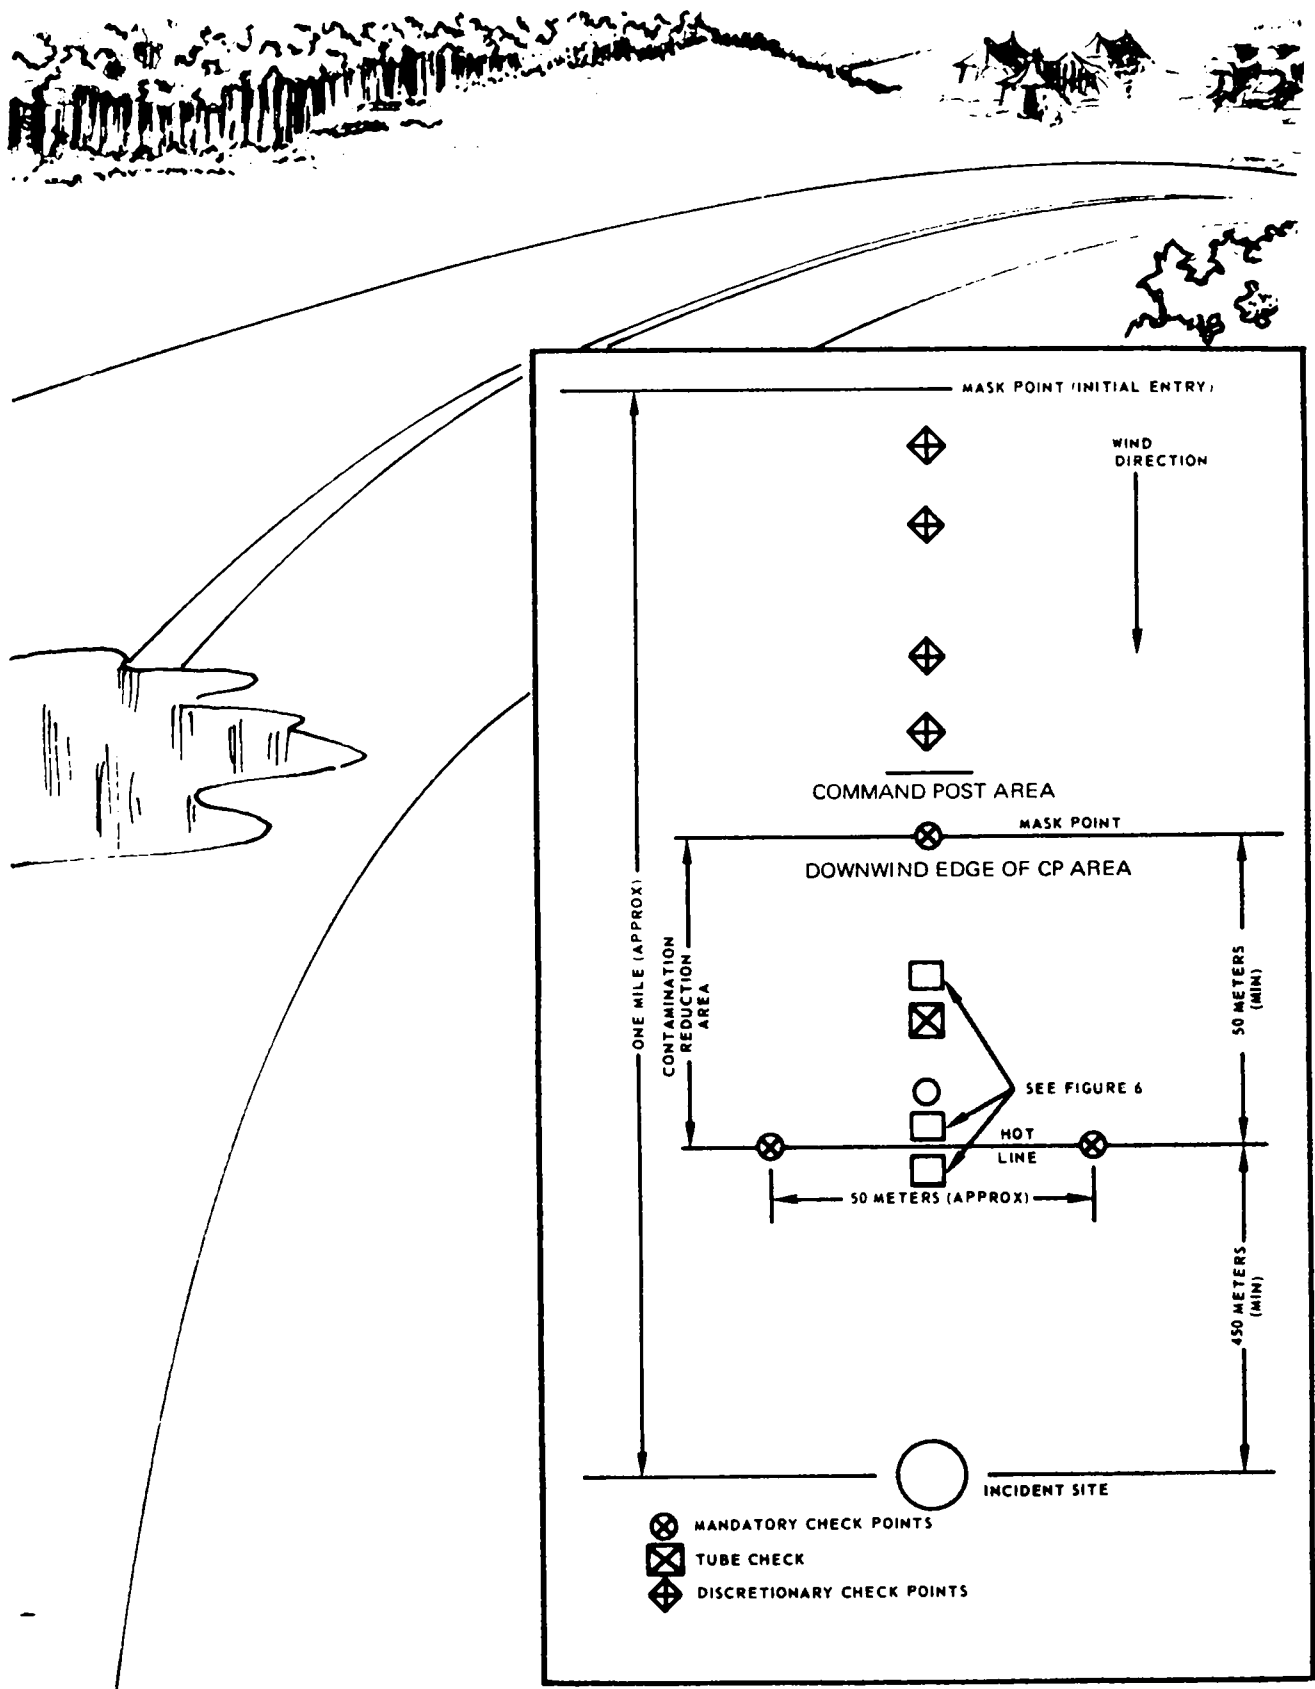 MASK POINT (INITIAL ENTRY)
WIND
DIRECTION
COMMAND POST AREA
MASK POINT
DOWNWIND EDGE OF CP AREA
ONE MILE (APPROX)
CONTAMINATION
REDUCTION
AREA
50 METERS
(MIN)
SEE FIGURE 6
HOT
LINE
50 METERS (APPROX)
450 METERS
(MIN)
INCIDENT SITE
MANDATORY CHECK POINTS
TUBE CHECK
DISCRETIONARY CHECK POINTS